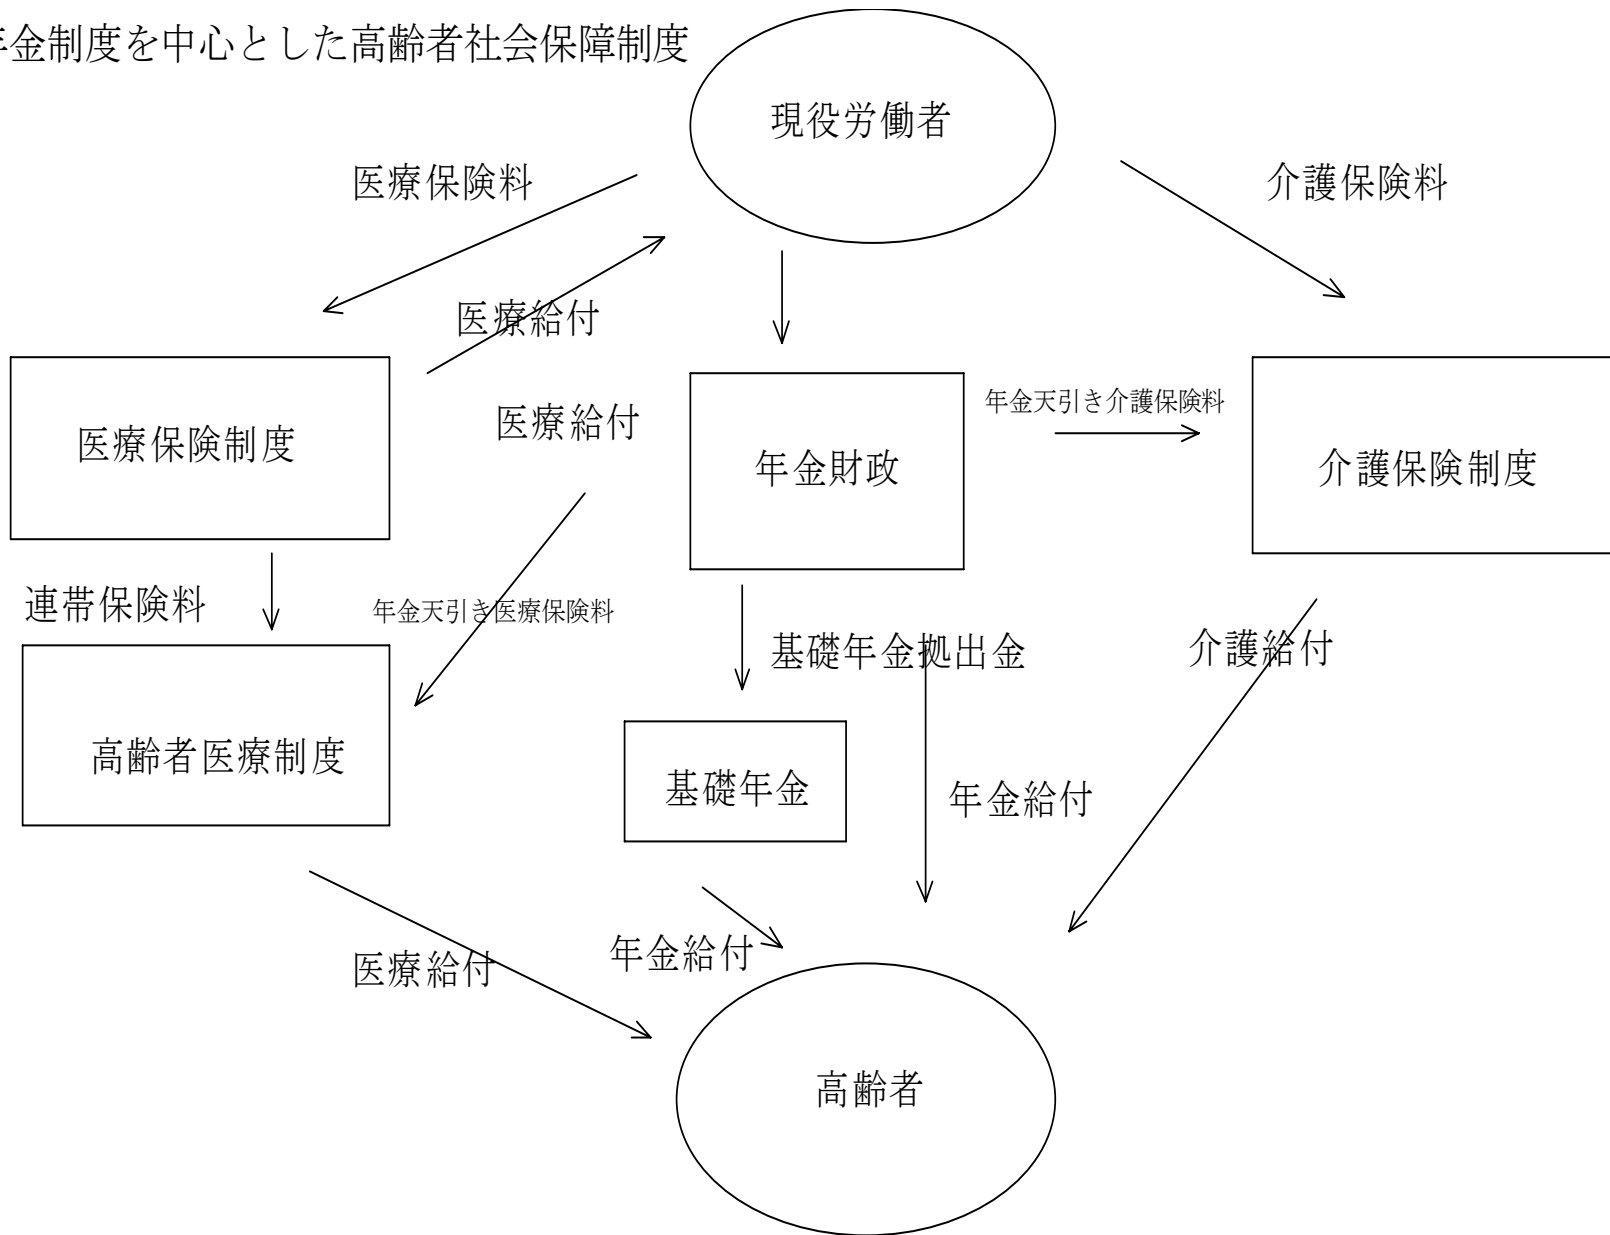 年金制度を中心とした高齢者社会保障制度
現役労働者
医療保険料
介護保険料
医療給付
医療給付
年金天引き介護保険料
医療保険制度
年金財政
介護保険制度
連帯保険料
年金天引き医療保険料
基礎年金拠出金
介護給付
高齢者医療制度
基礎年金
年金給付
医療給付
年金給付
高齢者